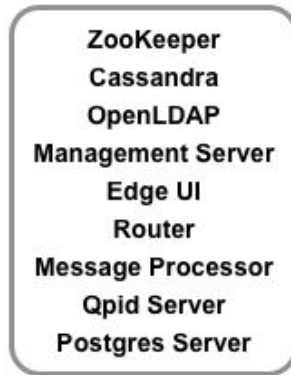 ZooKeeper
Cassandra
OpenLDAP
Management Server
Edge UI
Router
Message Processor
Qpid Server
Postgres Server